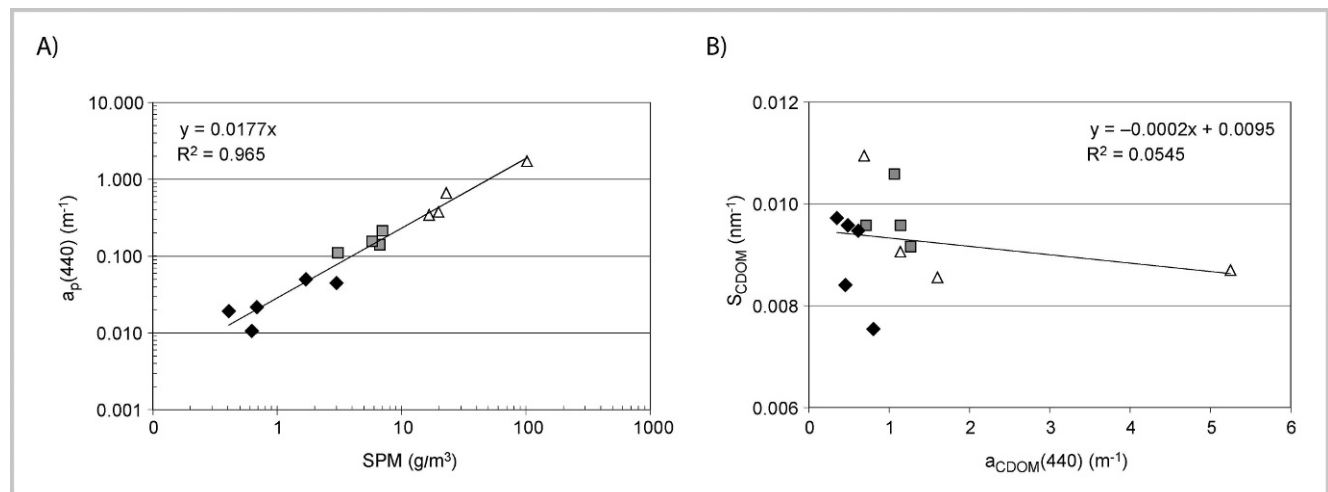 A)
10.000
1.000
0.100
0.010
0.001
y = 0.0177x
R² = 0.965
aₚ(440) (m⁻¹)
0 1 10 100 1000
SPM (g/m³)
B)
0.012
0.010
0.008
0.006
y = –0.0002x + 0.0095
R² = 0.0545
S_CDOM (nm⁻¹)
0 1 2 3 4 5 6
a_CDOM(440) (m⁻¹)